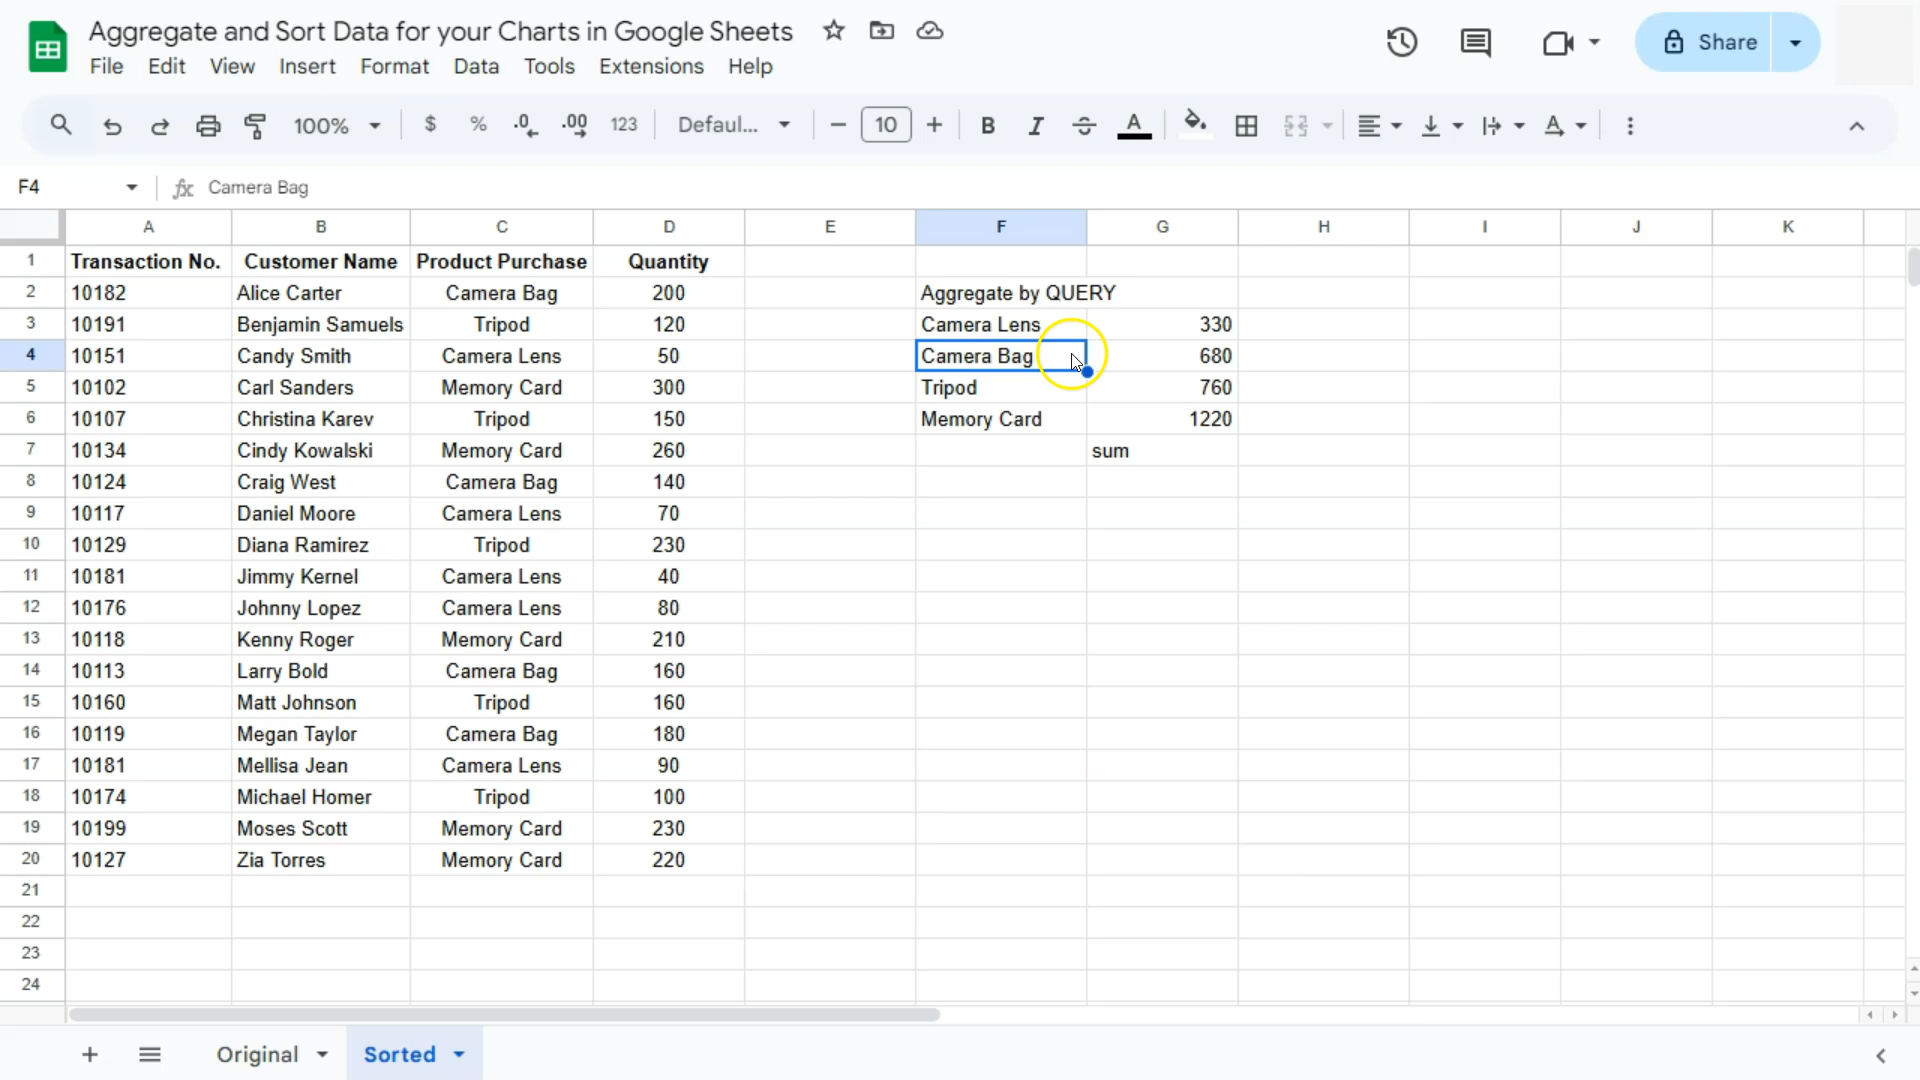 Aggregate and Sort Data for your Charts in Google Sheets
File Edit View Insert Format Data Tools Extensions Help
Share
100% $ % .0 .00 123 Defaul... 10 B I S A A
F4 fx Camera Bag
A B C D E F G H I J K
1 Transaction No. Customer Name Product Purchase Quantity
2 10182 Alice Carter Camera Bag 200 Aggregate by QUERY
3 10191 Benjamin Samuels Tripod 120 Camera Lens 330
4 10151 Candy Smith Camera Lens 50 Camera Bag 680
5 10102 Carl Sanders Memory Card 300 Tripod 760
6 10107 Christina Karev Tripod 150 Memory Card 1220
7 10134 Cindy Kowalski Memory Card 260 sum
8 10124 Craig West Camera Bag 140
9 10117 Daniel Moore Camera Lens 70
10 10129 Diana Ramirez Tripod 230
11 10181 Jimmy Kernel Camera Lens 40
12 10176 Johnny Lopez Camera Lens 80
13 10118 Kenny Roger Memory Card 210
14 10113 Larry Bold Camera Bag 160
15 10160 Matt Johnson Tripod 160
16 10119 Megan Taylor Camera Bag 180
17 10181 Mellisa Jean Camera Lens 90
18 10174 Michael Homer Tripod 100
19 10199 Moses Scott Memory Card 230
20 10127 Zia Torres Memory Card 220
21
22
23
24
Original Sorted